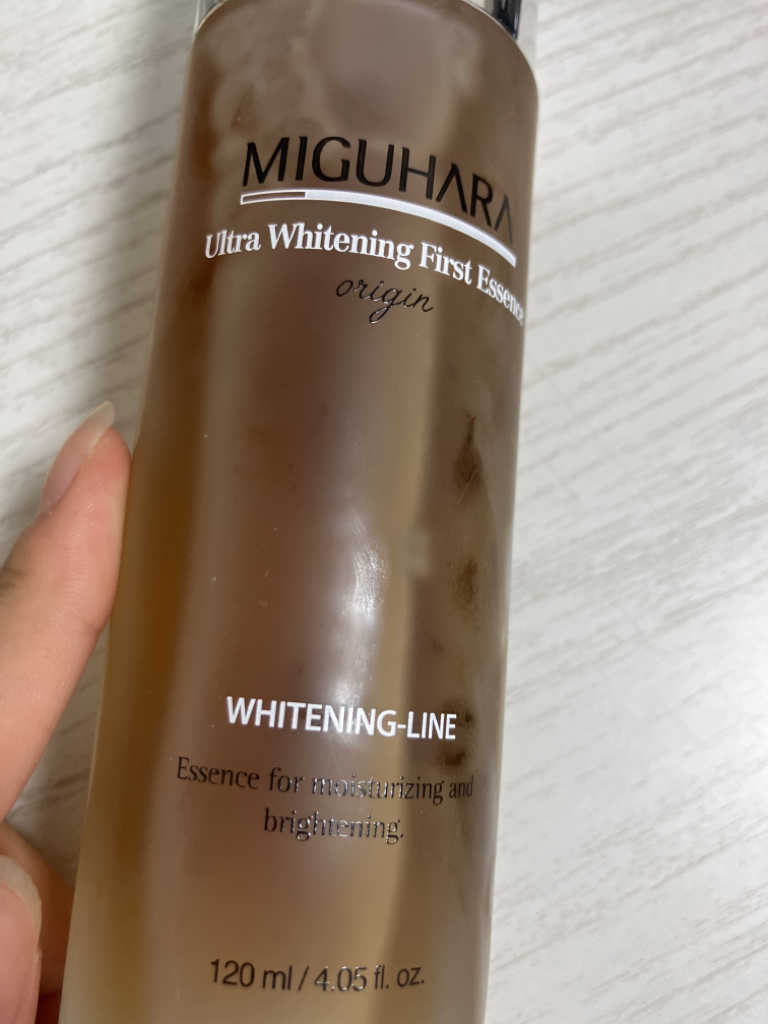 MIGUHARA
Ultra Whitening First Essence
origin
WHITENING-LINE
Essence for moisturizing and
brightening.
120 ml / 4.05 fl. oz.